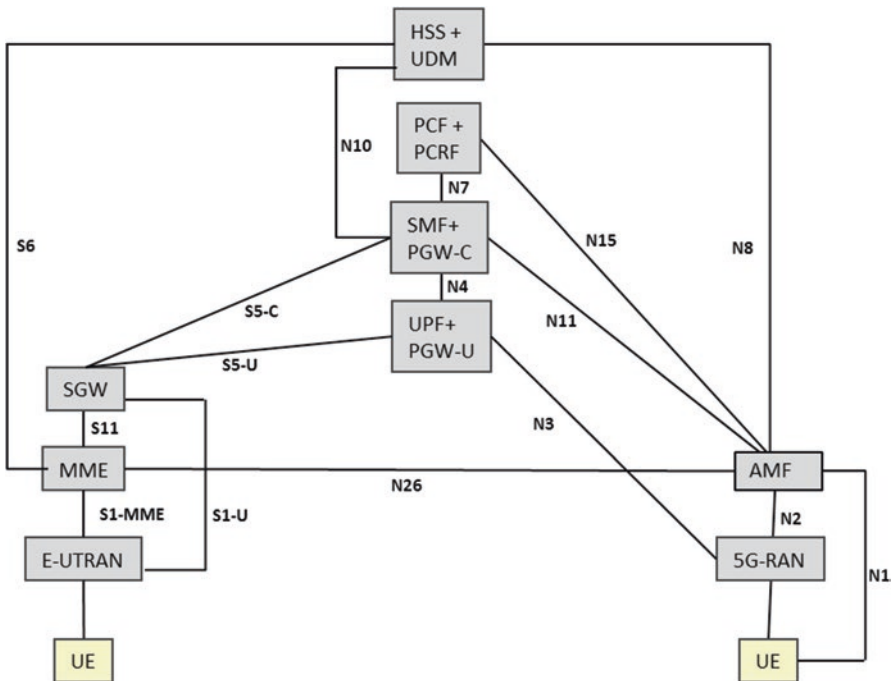 HSS +
UDM
PCF +
PCRF
N10
N7
S6
SMF+
PGW-C
N15
N8
N4
S5-C
N11
UPF+
PGW-U
S5-U
SGW
N3
S11
MME
AMF
N26
S1-MME
S1-U
N2
E-UTRAN
5G-RAN
UE
UE